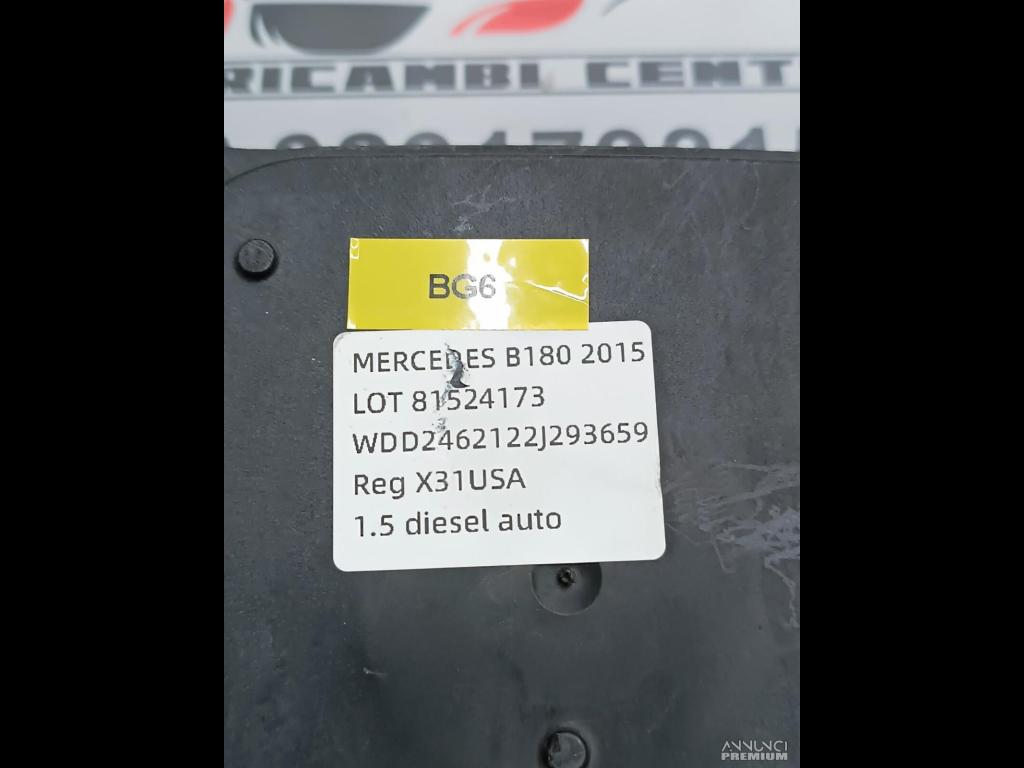 RICAMBI CENT
BG6
MERCEDES B180 2015
LOT 81524173
WDD2462122J293659
Reg X31USA
1.5 diesel auto
ANNUNCI
PREMIUM